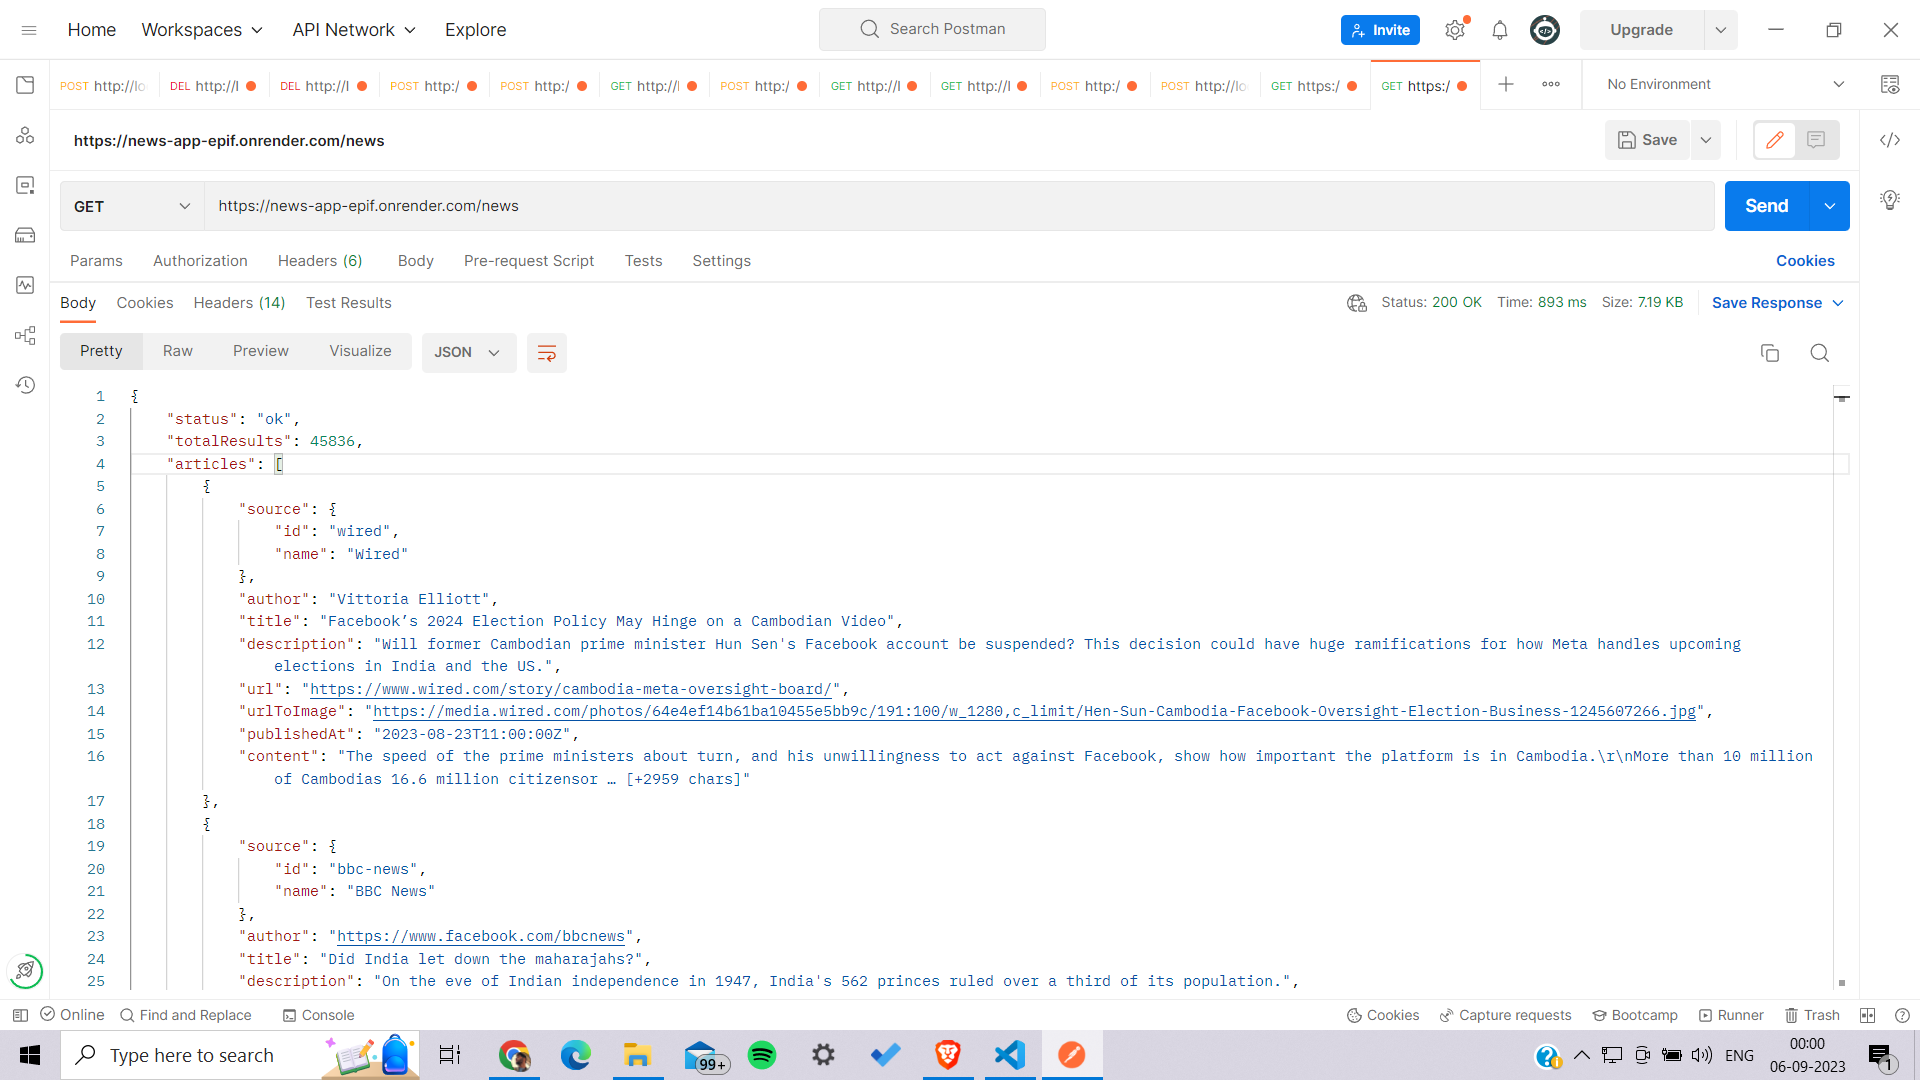 Home Workspaces API Network Explore Search Postman Invite Upgrade
POST http://lo DEL http://l DEL http://l POST http:/ POST http:/ GET http://l POST http:/ GET http://l GET http://l POST http:/ POST http://lo GET https:/ GET https:/ No Environment
https://news-app-epif.onrender.com/news Save
GET https://news-app-epif.onrender.com/news Send
Params Authorization Headers (6) Body Pre-request Script Tests Settings Cookies
Body Cookies Headers (14) Test Results Status: 200 OK Time: 893 ms Size: 7.19 KB Save Response
Pretty Raw Preview Visualize JSON
1 {
2 "status": "ok",
3 "totalResults": 45836,
4 "articles": [
5 {
6 "source": {
7 "id": "wired",
8 "name": "Wired"
9 },
10 "author": "Vittoria Elliott",
11 "title": "Facebook’s 2024 Election Policy May Hinge on a Cambodian Video",
12 "description": "Will former Cambodian prime minister Hun Sen's Facebook account be suspended? This decision could have huge ramifications for how Meta handles upcoming
elections in India and the US.",
13 "url": "https://www.wired.com/story/cambodia-meta-oversight-board/",
14 "urlToImage": "https://media.wired.com/photos/64e4ef14b61ba10455e5bb9c/191:100/w_1280,c_limit/Hen-Sun-Cambodia-Facebook-Oversight-Election-Business-1245607266.jpg",
15 "publishedAt": "2023-08-23T11:00:00Z",
16 "content": "The speed of the prime ministers about turn, and his unwillingness to act against Facebook, show how important the platform is in Cambodia.\r\nMore than 10 million
of Cambodias 16.6 million citizensor … [+2959 chars]"
17 },
18 {
19 "source": {
20 "id": "bbc-news",
21 "name": "BBC News"
22 },
23 "author": "https://www.facebook.com/bbcnews",
24 "title": "Did India let down the maharajahs?",
25 "description": "On the eve of Indian independence in 1947, India's 562 princes ruled over a third of its population.",
Online Find and Replace Console Cookies Capture requests Bootcamp Runner Trash
Type here to search 99+ ENG 00:00
06-09-2023 1